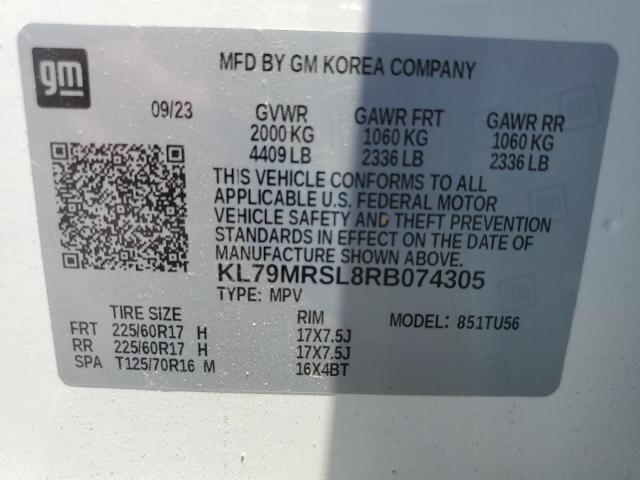 gm
MFD BY GM KOREA COMPANY
09/23 GVWR GAWR FRT GAWR RR
2000 KG 1060 KG 1060 KG
4409 LB 2336 LB 2336 LB
THIS VEHICLE CONFORMS TO ALL
APPLICABLE U.S. FEDERAL MOTOR
VEHICLE SAFETY AND THEFT PREVENTION
STANDARDS IN EFFECT ON THE DATE OF
MANUFACTURE SHOWN ABOVE.
KL79MRSL8RB074305
TYPE: MPV
TIRE SIZE RIM MODEL: 851TU56
FRT 225/60R17 H 17X7.5J
RR 225/60R17 H 17X7.5J
SPA T125/70R16 M 16X4BT